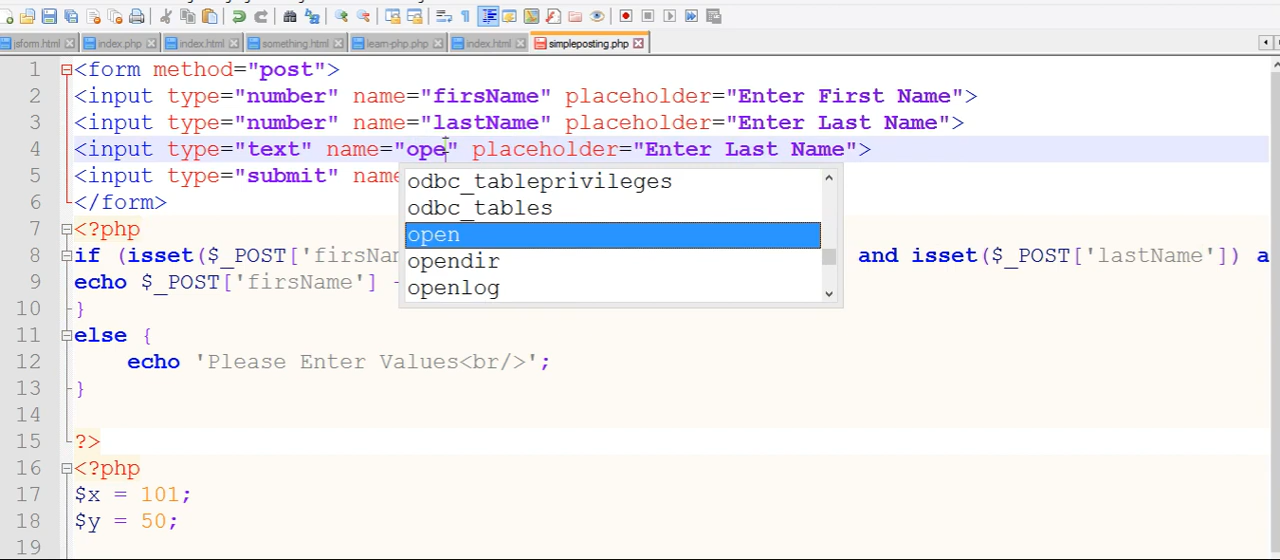 jsform.html index.php index.html something.html learn-php.php index.html simpleposting.php
1 <form method="post">
2 <input type="number" name="firsName" placeholder="Enter First Name">
3 <input type="number" name="lastName" placeholder="Enter Last Name">
4 <input type="text" name="ope" placeholder="Enter Last Name">
5 <input type="submit" name
6 </form>
odbc_tableprivileges
odbc_tables
open
opendir
openlog
7 <?php
8 if (isset($_POST['firsNam and isset($_POST['lastName']) a
9 echo $_POST['firsName']
10 }
11 else {
12 echo 'Please Enter Values<br/>';
13 }
14
15 ?>
16 <?php
17 $x = 101;
18 $y = 50;
19